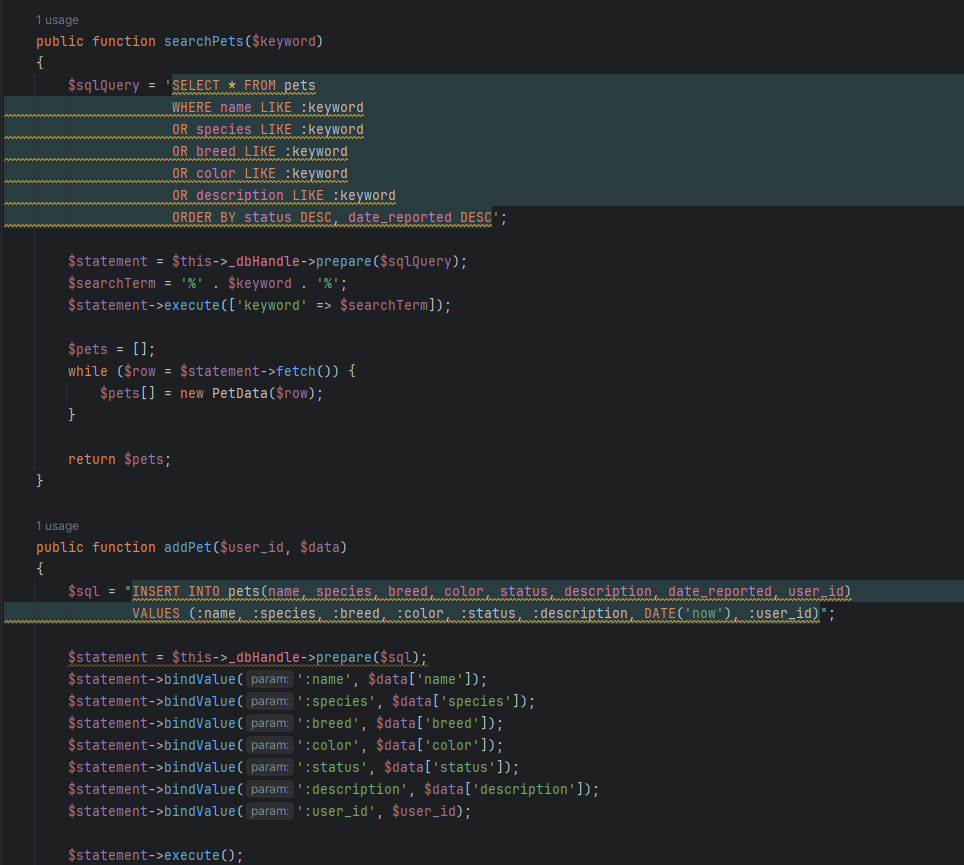 1 usage
public function searchPets($keyword)
{
$sqlQuery = 'SELECT * FROM pets
WHERE name LIKE :keyword
OR species LIKE :keyword
OR breed LIKE :keyword
OR color LIKE :keyword
OR description LIKE :keyword
ORDER BY status DESC, date_reported DESC';
$statement = $this->_dbHandle->prepare($sqlQuery);
$searchTerm = '%' . $keyword . '%';
$statement->execute(['keyword' => $searchTerm]);
$pets = [];
while ($row = $statement->fetch()) {
$pets[] = new PetData($row);
}
return $pets;
}
1 usage
public function addPet($user_id, $data)
{
$sql = "INSERT INTO pets(name, species, breed, color, status, description, date_reported, user_id)
VALUES (:name, :species, :breed, :color, :status, :description, DATE('now'), :user_id)";
$statement = $this->_dbHandle->prepare($sql);
$statement->bindValue( param: ':name', $data['name']);
$statement->bindValue( param: ':species', $data['species']);
$statement->bindValue( param: ':breed', $data['breed']);
$statement->bindValue( param: ':color', $data['color']);
$statement->bindValue( param: ':status', $data['status']);
$statement->bindValue( param: ':description', $data['description']);
$statement->bindValue( param: ':user_id', $user_id);
$statement->execute();